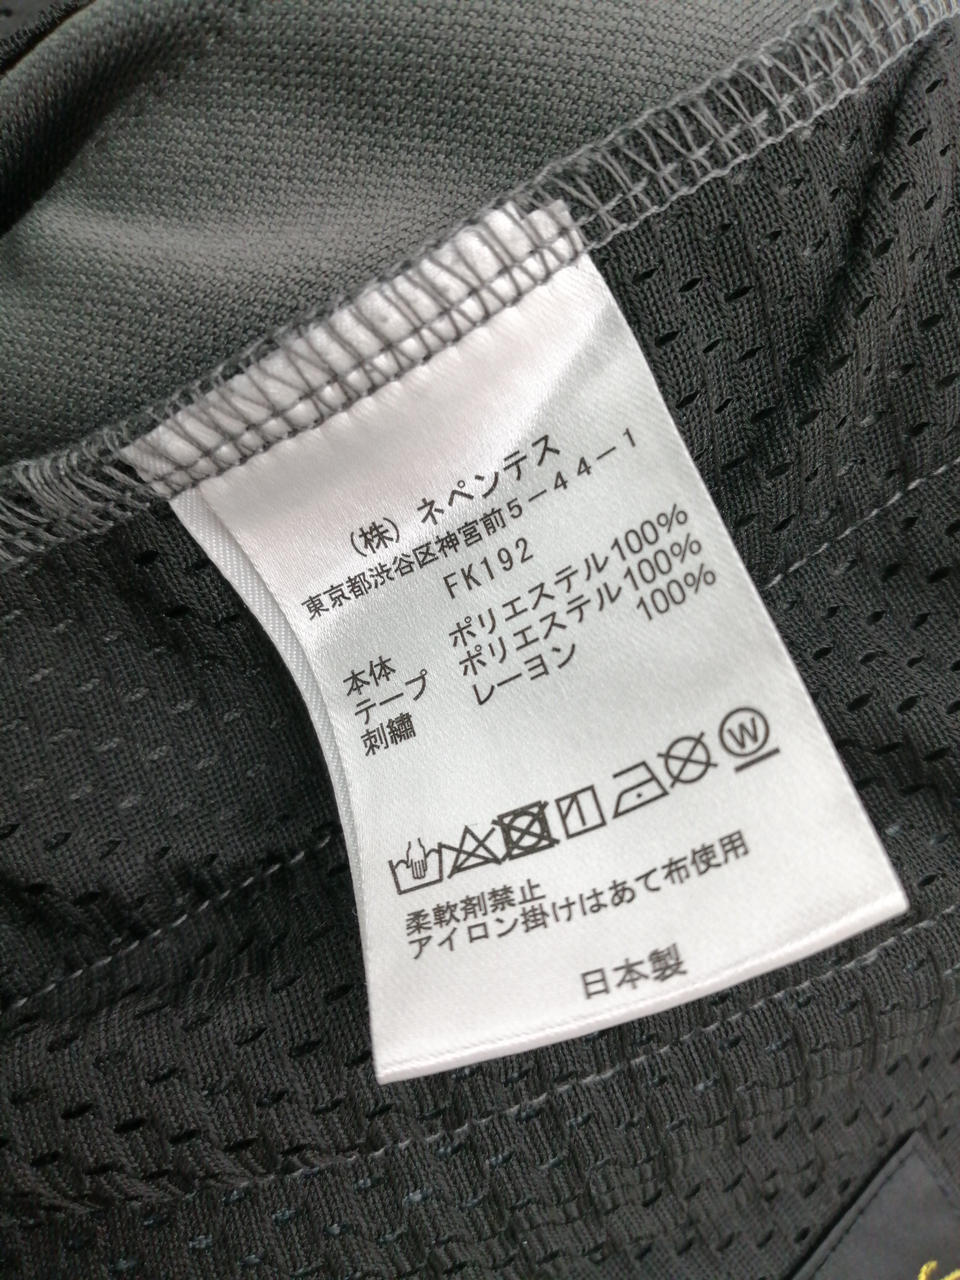 (株) ネペンテス
東京都渋谷区神宮前5-44-1
FK192
本体 ポリエステル100%
テープ ポリエステル100%
刺繍 レーヨン 100%
W
柔軟剤禁止
アイロン掛けはあて布使用
日本製